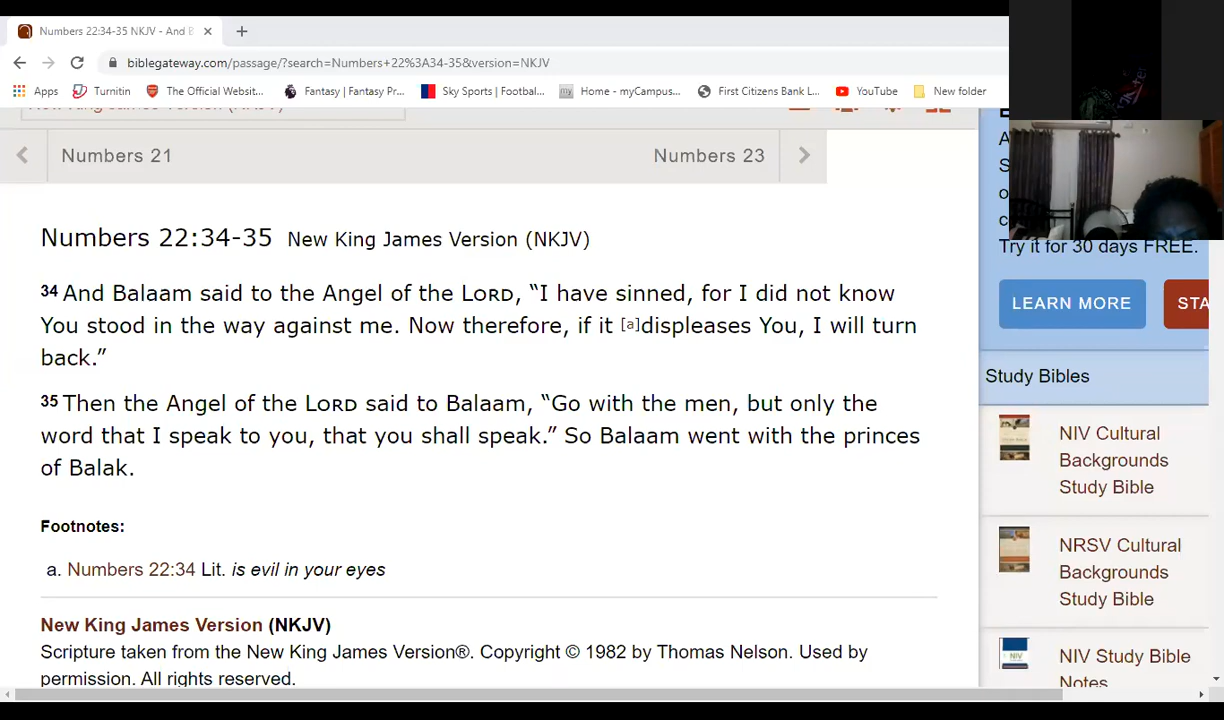 Numbers 22:34-35 NKJV - And B
biblegateway.com/passage/?search=Numbers+22%3A34-35&version=NKJV
Apps Turnitin The Official Websit... Fantasy | Fantasy Pr... Sky Sports | Footbal... Home - myCampus... First Citizens Bank L... YouTube New folder
Numbers 21 Numbers 23
Numbers 22:34-35 New King James Version (NKJV)
34 And Balaam said to the Angel of the LORD, “I have sinned, for I did not know
You stood in the way against me. Now therefore, if it [a]displeases You, I will turn
back.”
35 Then the Angel of the LORD said to Balaam, “Go with the men, but only the
word that I speak to you, that you shall speak.” So Balaam went with the princes
of Balak.
Footnotes:
a. Numbers 22:34 Lit. is evil in your eyes
New King James Version (NKJV)
Scripture taken from the New King James Version®. Copyright © 1982 by Thomas Nelson. Used by
permission. All rights reserved.
Try it for 30 days FREE.
LEARN MORE STA
Study Bibles
NIV Cultural
Backgrounds
Study Bible
NRSV Cultural
Backgrounds
Study Bible
NIV Study Bible
Notes